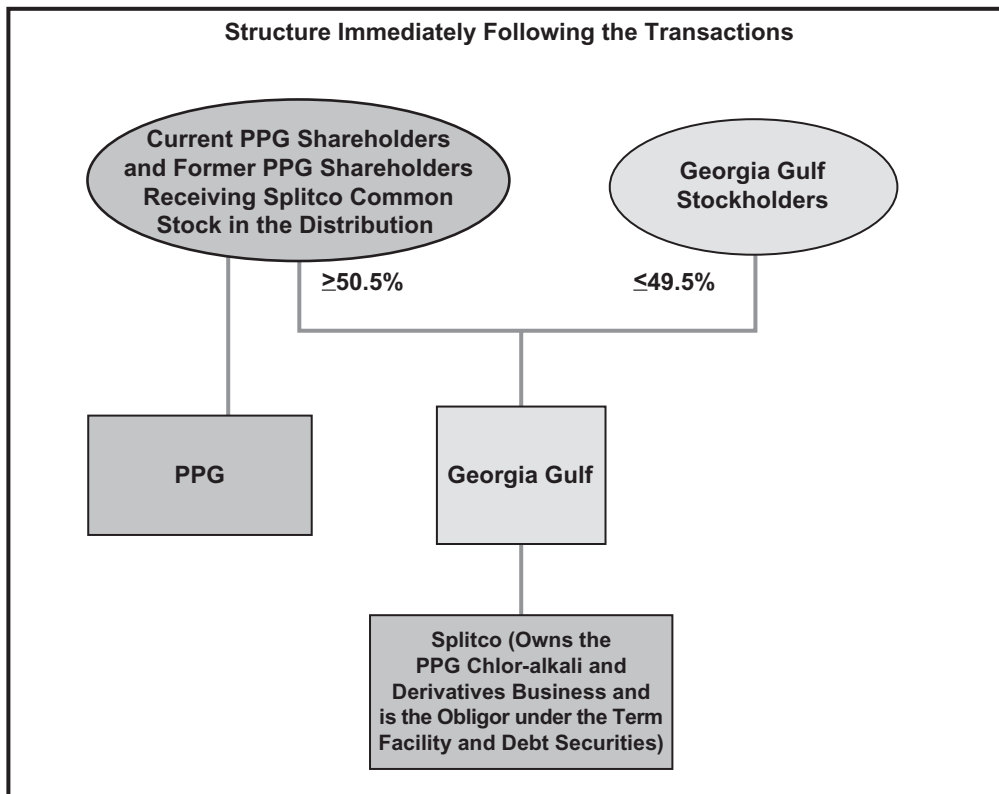 Structure Immediately Following the Transactions
Current PPG Shareholders
and Former PPG Shareholders
Receiving Splitco Common
Stock in the Distribution
Georgia Gulf
Stockholders
≥50.5%
≤49.5%
PPG
Georgia Gulf
Splitco (Owns the
PPG Chlor-alkali and
Derivatives Business and
is the Obligor under the Term
Facility and Debt Securities)